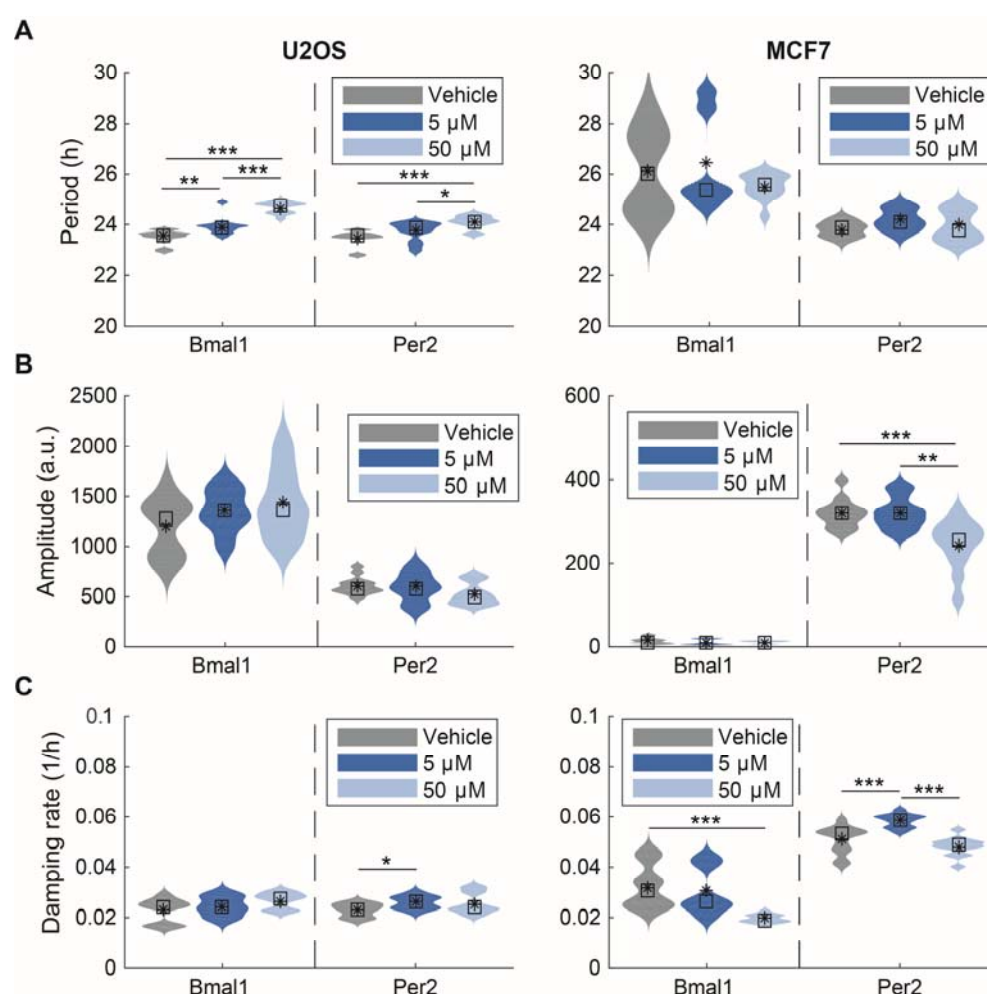 A
U2OS
MCF7
Period (h)
30
28
26
24
22
20
Vehicle
5 µM
50 µM
***
**
***
***
*
Bmal1
Per2
30
28
26
24
22
20
Vehicle
5 µM
50 µM
Bmal1
Per2
B
Amplitude (a.u.)
2500
2000
1500
1000
500
0
Vehicle
5 µM
50 µM
Bmal1
Per2
600
400
200
0
Vehicle
5 µM
50 µM
***
**
Bmal1
Per2
C
Damping rate (1/h)
0.1
0.08
0.06
0.04
0.02
0
Vehicle
5 µM
50 µM
*
Bmal1
Per2
0.1
0.08
0.06
0.04
0.02
0
Vehicle
5 µM
50 µM
***
***
***
Bmal1
Per2